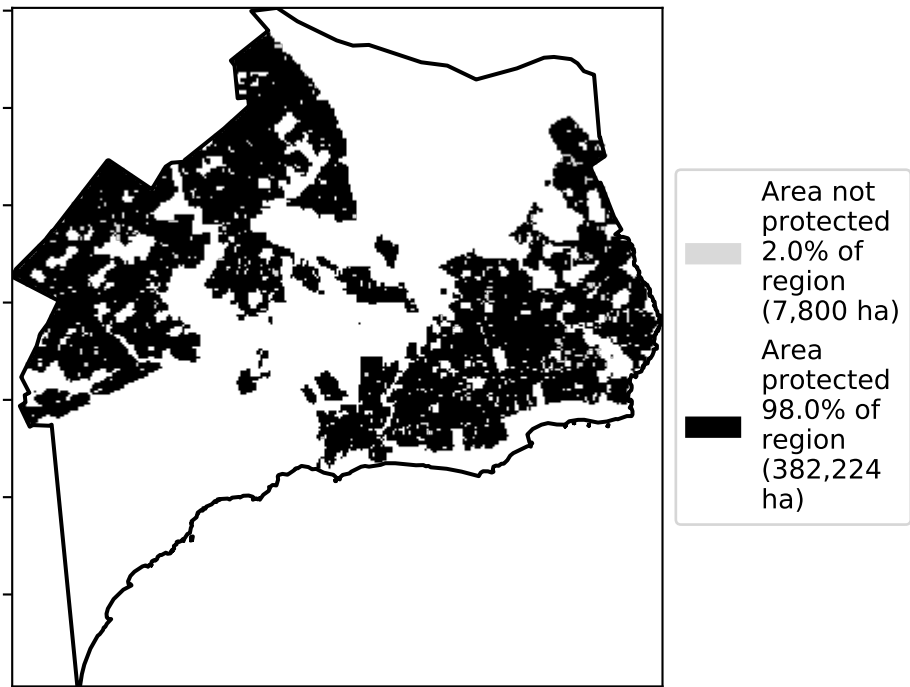 Area not
protected
2.0% of
region
(7,800 ha)
Area
protected
98.0% of
region
(382,224
ha)